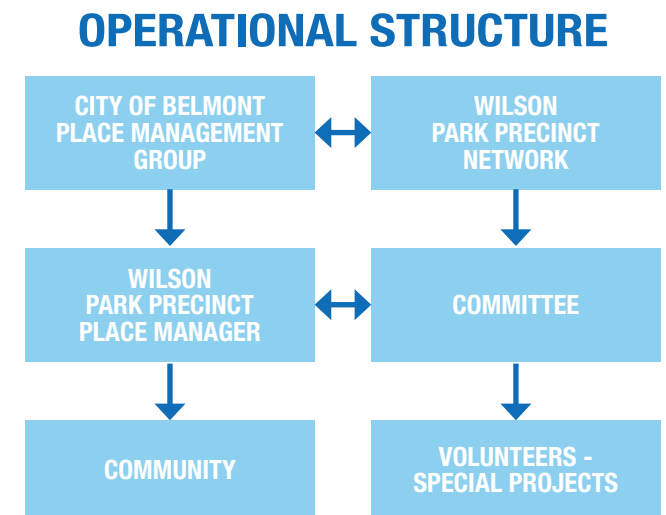 OPERATIONAL STRUCTURE
CITY OF BELMONT
PLACE MANAGEMENT
GROUP
WILSON
PARK PRECINCT
NETWORK
WILSON
PARK PRECINCT
PLACE MANAGER
COMMITTEE
COMMUNITY
VOLUNTEERS -
SPECIAL PROJECTS